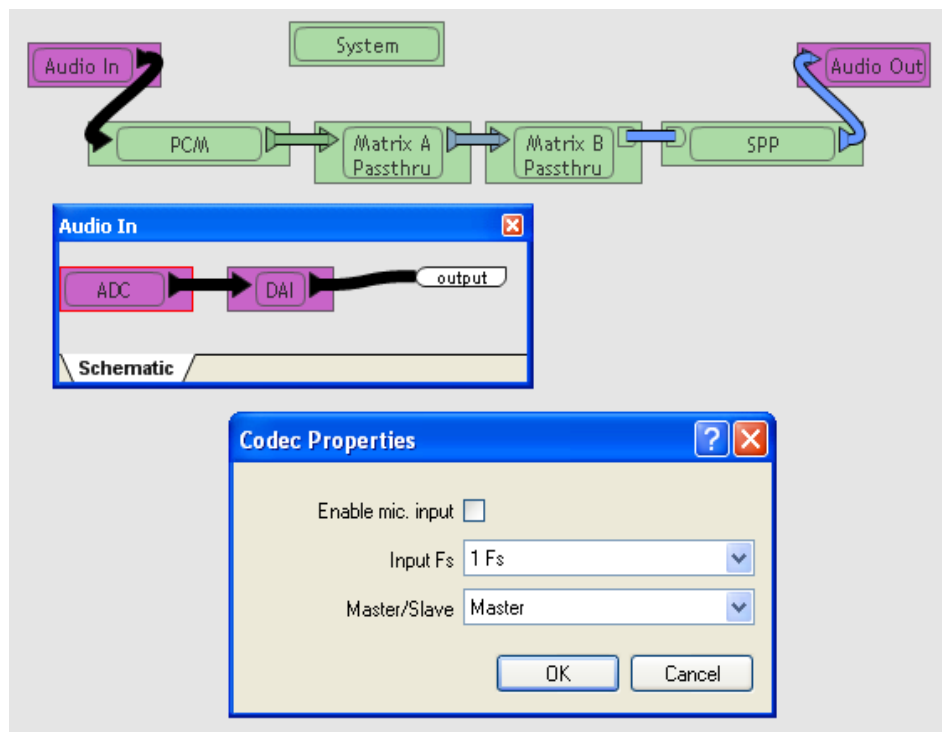 System
Audio In
Audio Out
PCM
Matrix A
Passthru
Matrix B
Passthru
SPP
Audio In
ADC
DAI
output
Schematic
Codec Properties
?
Enable mic. input
Input Fs
1 Fs
Master/Slave
Master
OK
Cancel